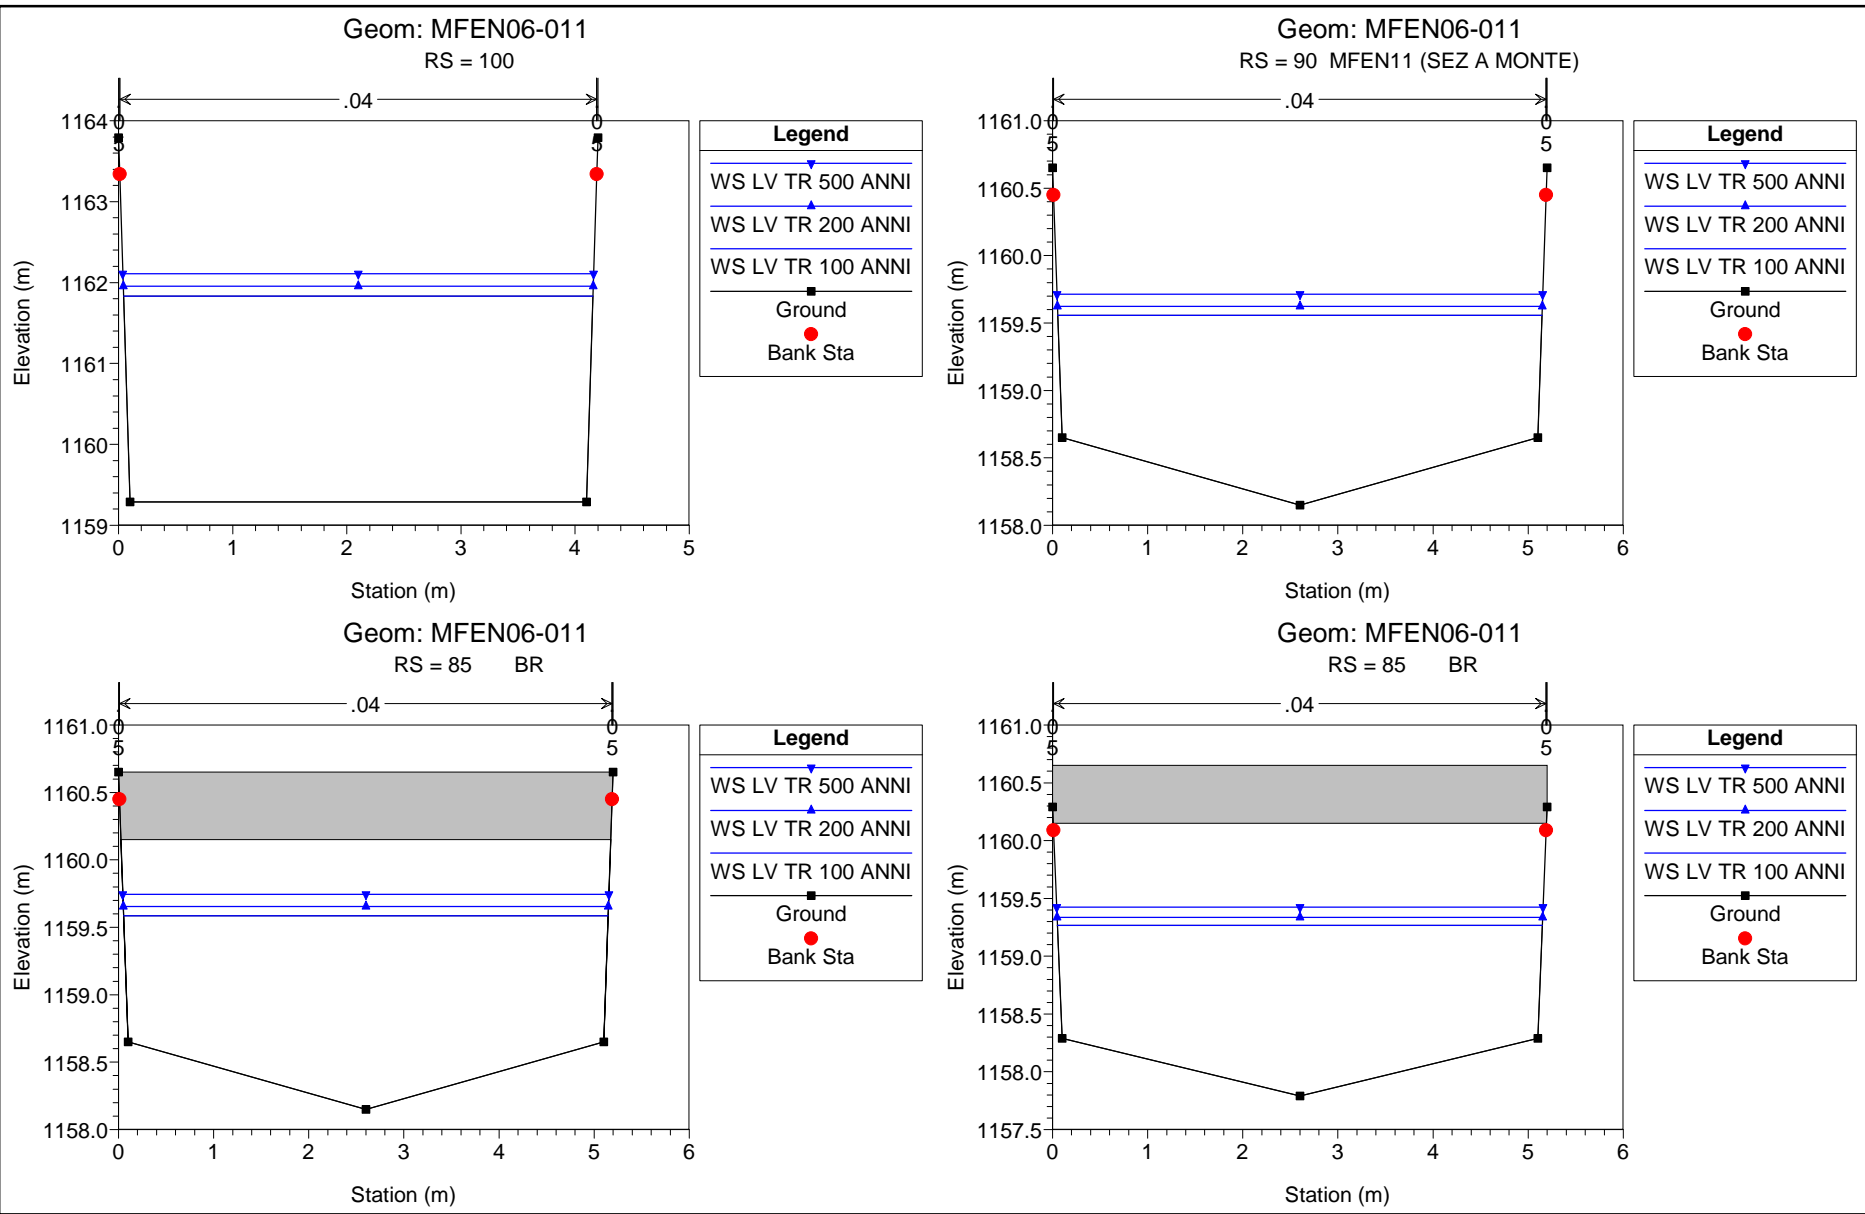 Geom: MFEN06-011
RS = 100
.04
0 5
0 5
1164
1163
1162
1161
1160
1159
Elevation (m)
0 1 2 3 4 5
Station (m)
Legend
WS LV TR 500 ANNI
WS LV TR 200 ANNI
WS LV TR 100 ANNI
Ground
Bank Sta
Geom: MFEN06-011
RS = 90 MFEN11 (SEZ A MONTE)
.04
0 5
0 5
1161.0
1160.5
1160.0
1159.5
1159.0
1158.5
1158.0
Elevation (m)
0 1 2 3 4 5 6
Station (m)
Legend
WS LV TR 500 ANNI
WS LV TR 200 ANNI
WS LV TR 100 ANNI
Ground
Bank Sta
Geom: MFEN06-011
RS = 85 BR
.04
0 5
0 5
1161.0
1160.5
1160.0
1159.5
1159.0
1158.5
1158.0
Elevation (m)
0 1 2 3 4 5 6
Station (m)
Legend
WS LV TR 500 ANNI
WS LV TR 200 ANNI
WS LV TR 100 ANNI
Ground
Bank Sta
Geom: MFEN06-011
RS = 85 BR
.04
0 5
0 5
1161.0
1160.5
1160.0
1159.5
1159.0
1158.5
1158.0
1157.5
Elevation (m)
0 1 2 3 4 5 6
Station (m)
Legend
WS LV TR 500 ANNI
WS LV TR 200 ANNI
WS LV TR 100 ANNI
Ground
Bank Sta